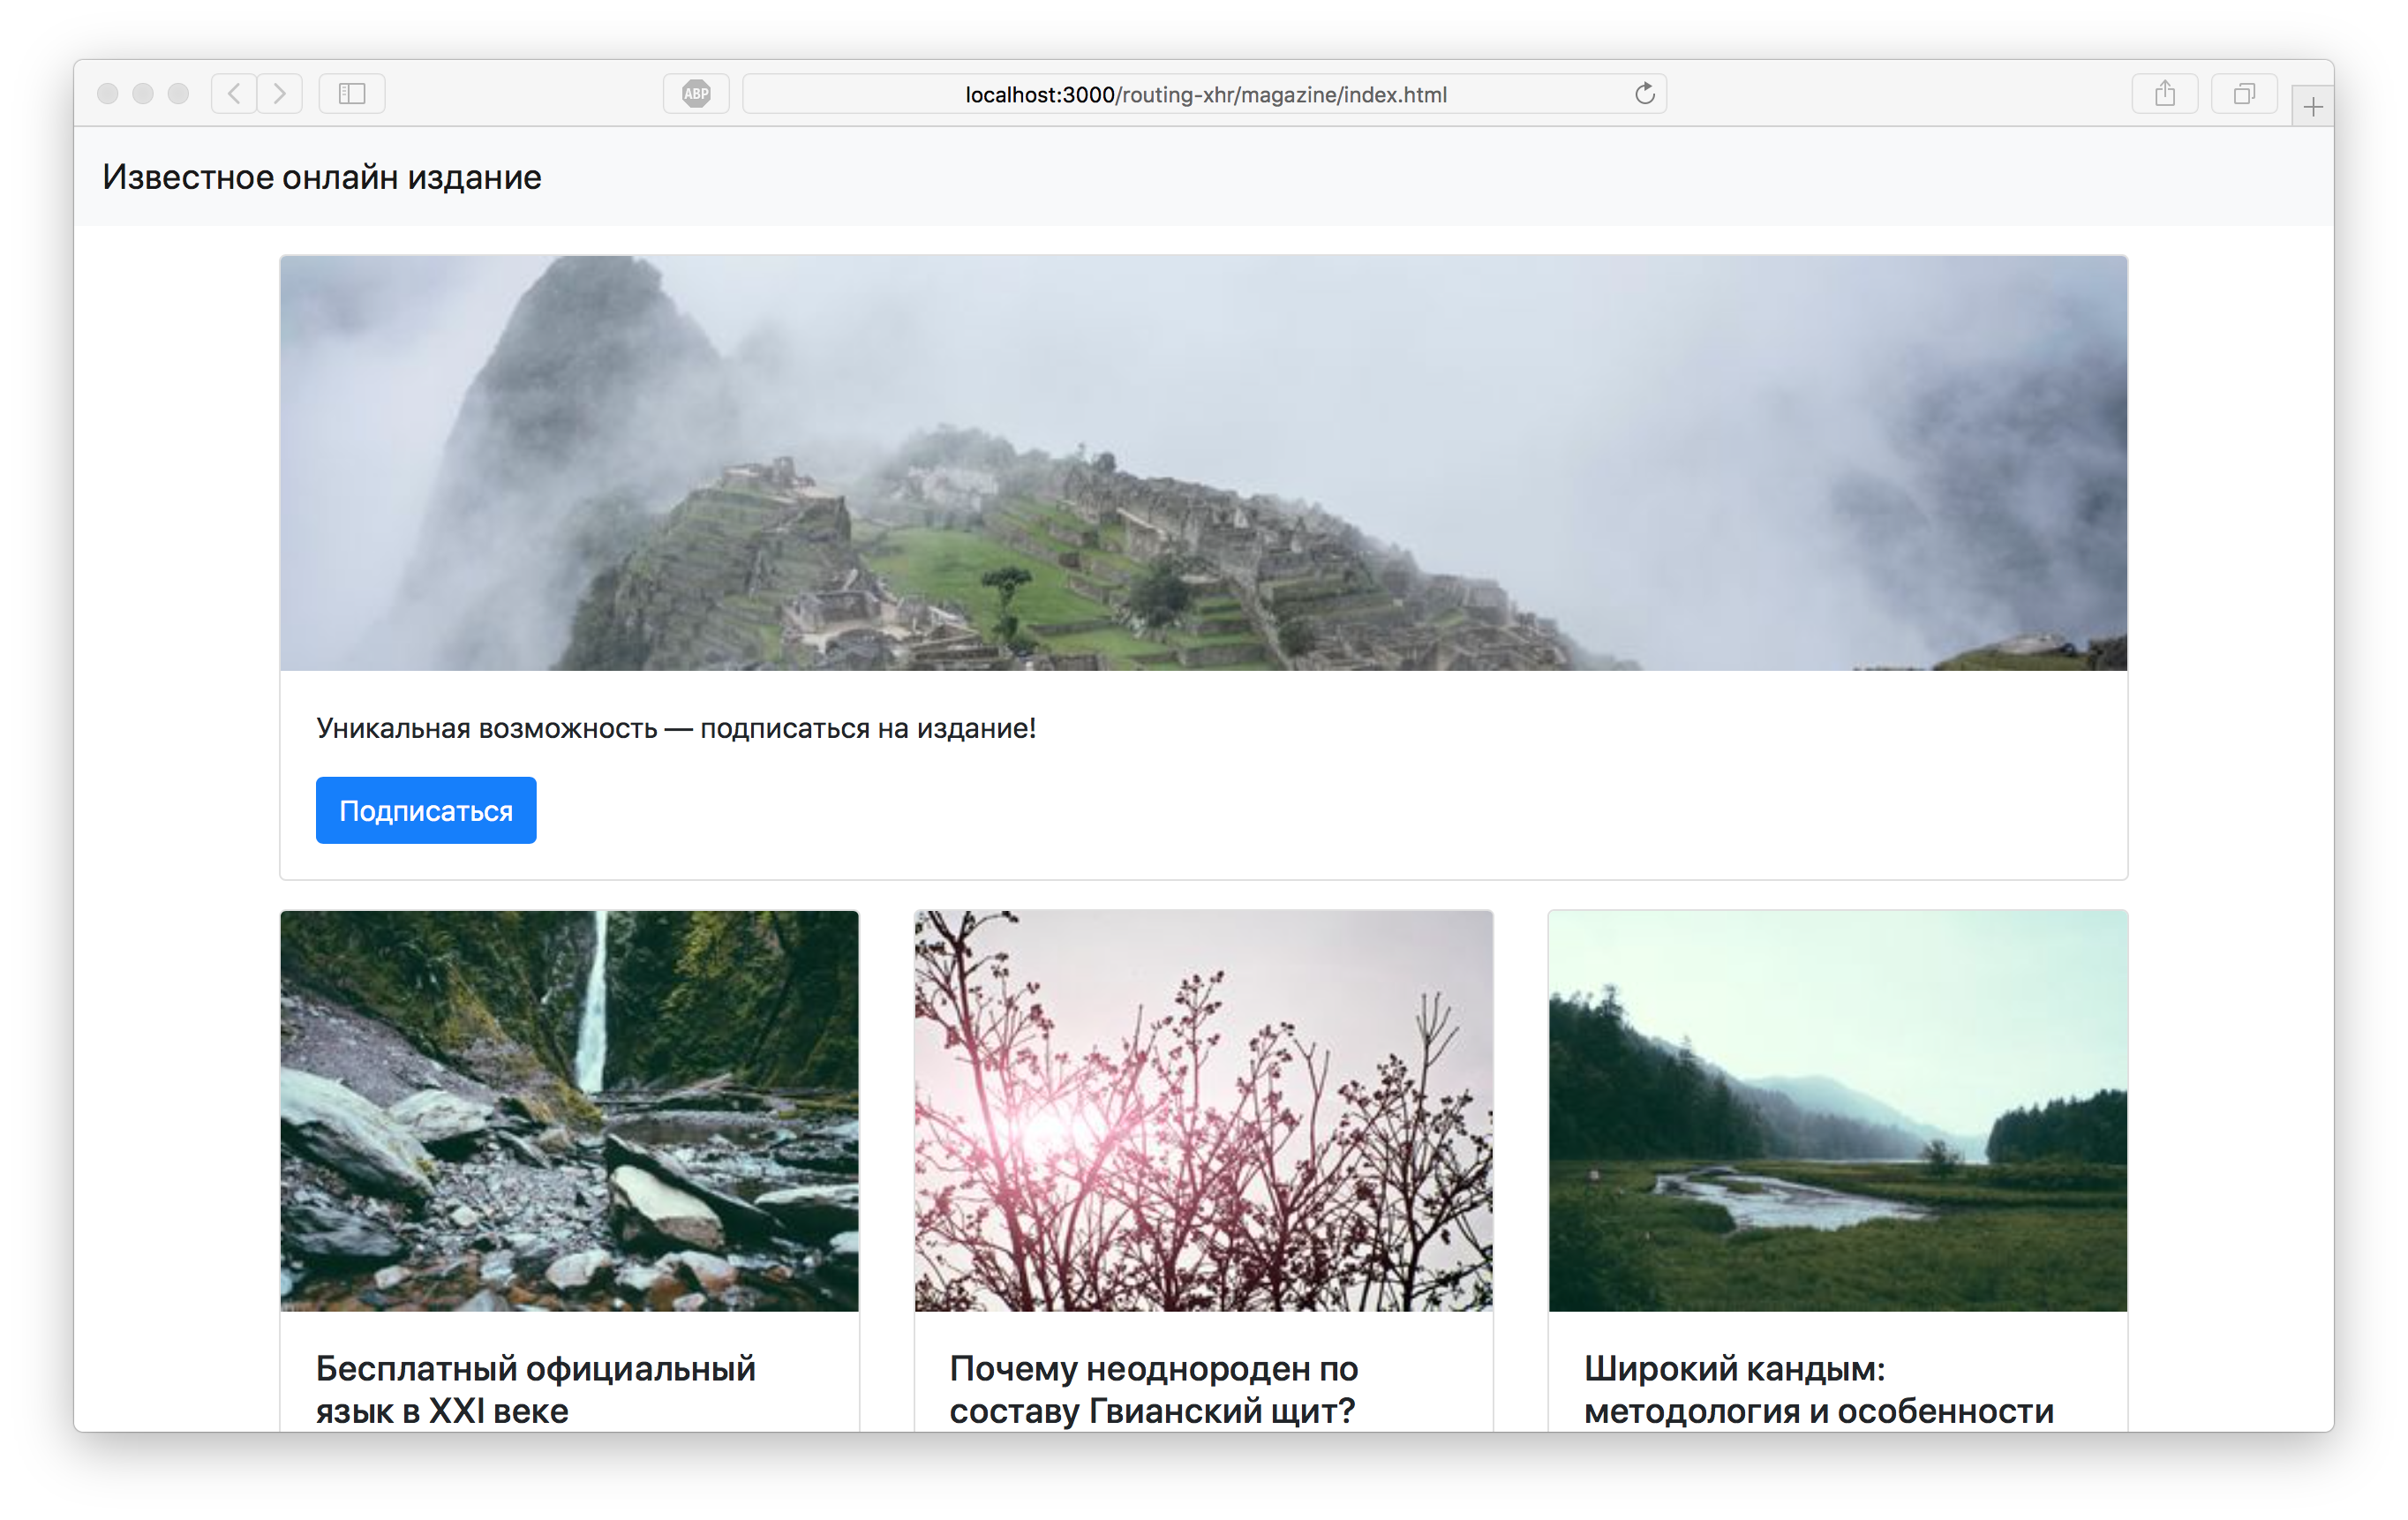 ABP
localhost:3000/routing-xhr/magazine/index.html
Известное онлайн издание
Уникальная возможность — подписаться на издание!
Подписаться
Бесплатный официальный
язык в XXI веке
Почему неоднороден по
составу Гвианский щит?
Широкий кандым:
методология и особенности